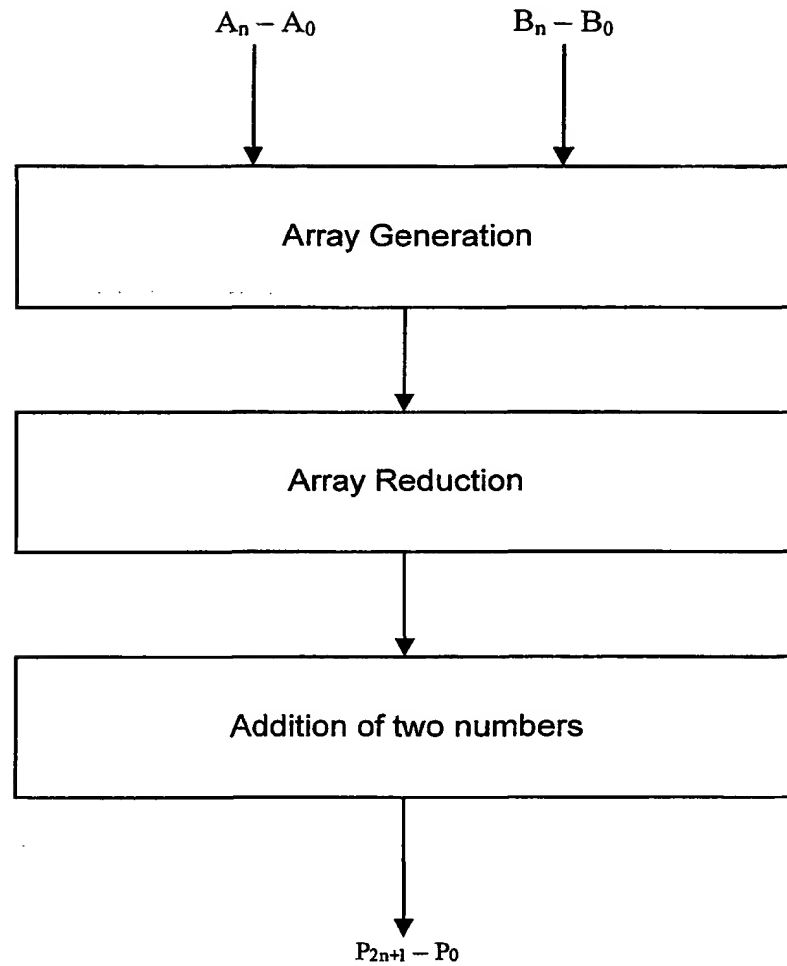 Aₙ – A₀ Bₙ – B₀
Array Generation
Array Reduction
Addition of two numbers
P₂ₙ₊₁ – P₀